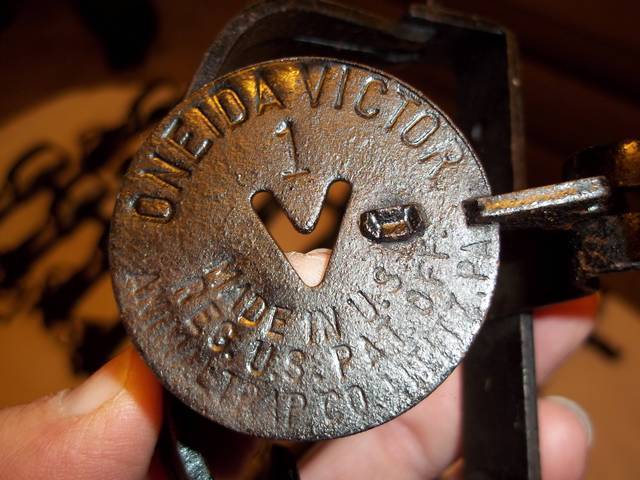 ONEIDA VICTOR
1
V
MADE IN U.S.
REG. U.S. PAT. OFF.
ANIMAL TRAP CO. LITITZ PA